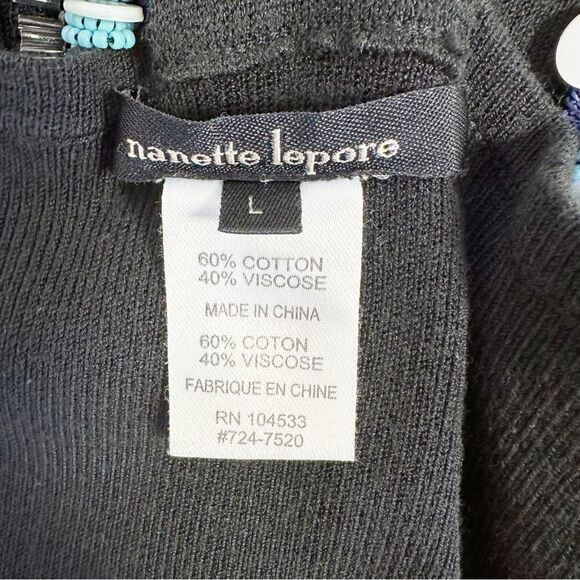 nanette lepore
L
60% COTTON
40% VISCOSE
MADE IN CHINA
60% COTON
40% VISCOSE
FABRIQUE EN CHINE
RN 104533
#724-7520